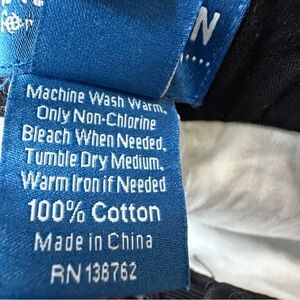 N
Machine Wash Warm,
Only Non-Chlorine
Bleach When Needed,
Tumble Dry Medium,
Warm Iron if Needed
100% Cotton
Made in China
RN 136762